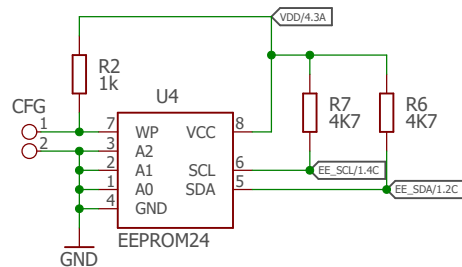 VDD/4.3A
R2
1k
U4
R7
4K7
R6
4K7
CFG
1
2
7 WP VCC 8
3 A2
2 A1 SCL 6
1 A0 SDA 5
4 GND
EE_SCL/1.4C
EE_SDA/1.2C
EEPROM24
GND